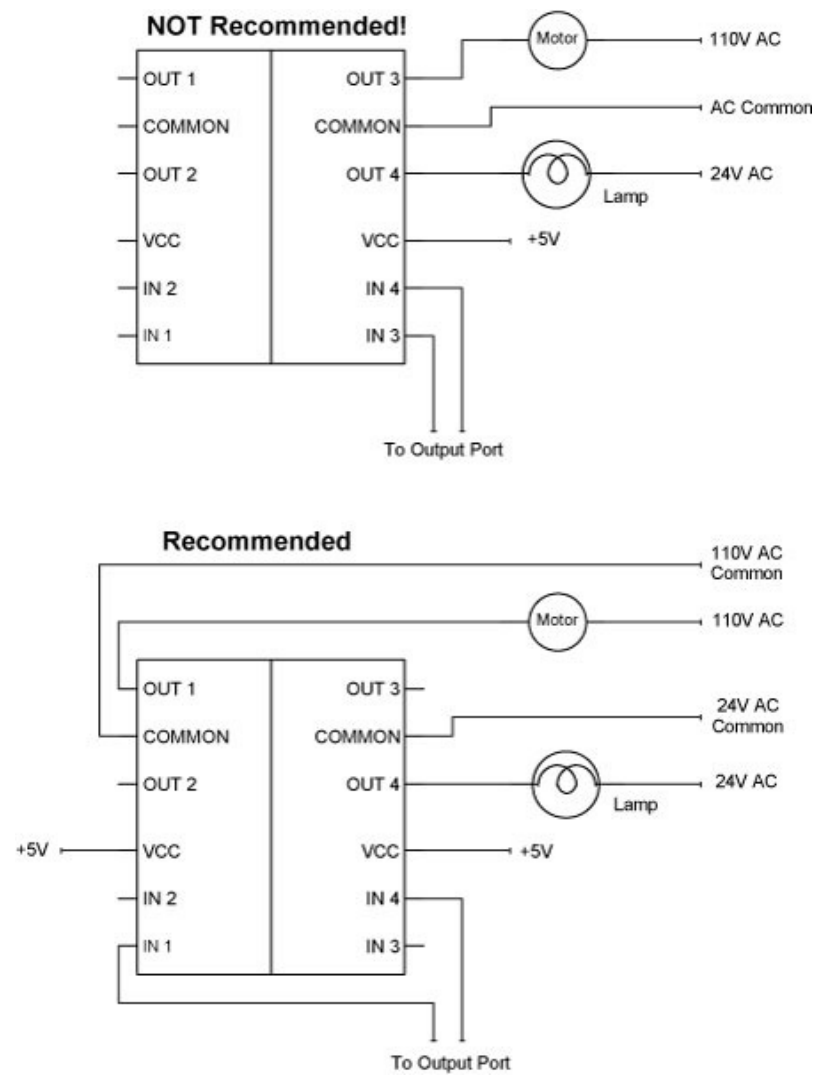 NOT Recommended!
Motor
110V AC
OUT 1
OUT 3
AC Common
COMMON
COMMON
OUT 2
OUT 4
24V AC
Lamp
VCC
VCC
+5V
IN 2
IN 4
IN 1
IN 3
To Output Port
Recommended
110V AC
Common
Motor
110V AC
OUT 1
OUT 3
24V AC
Common
COMMON
COMMON
OUT 2
OUT 4
24V AC
Lamp
+5V
VCC
VCC
+5V
IN 2
IN 4
IN 1
IN 3
To Output Port